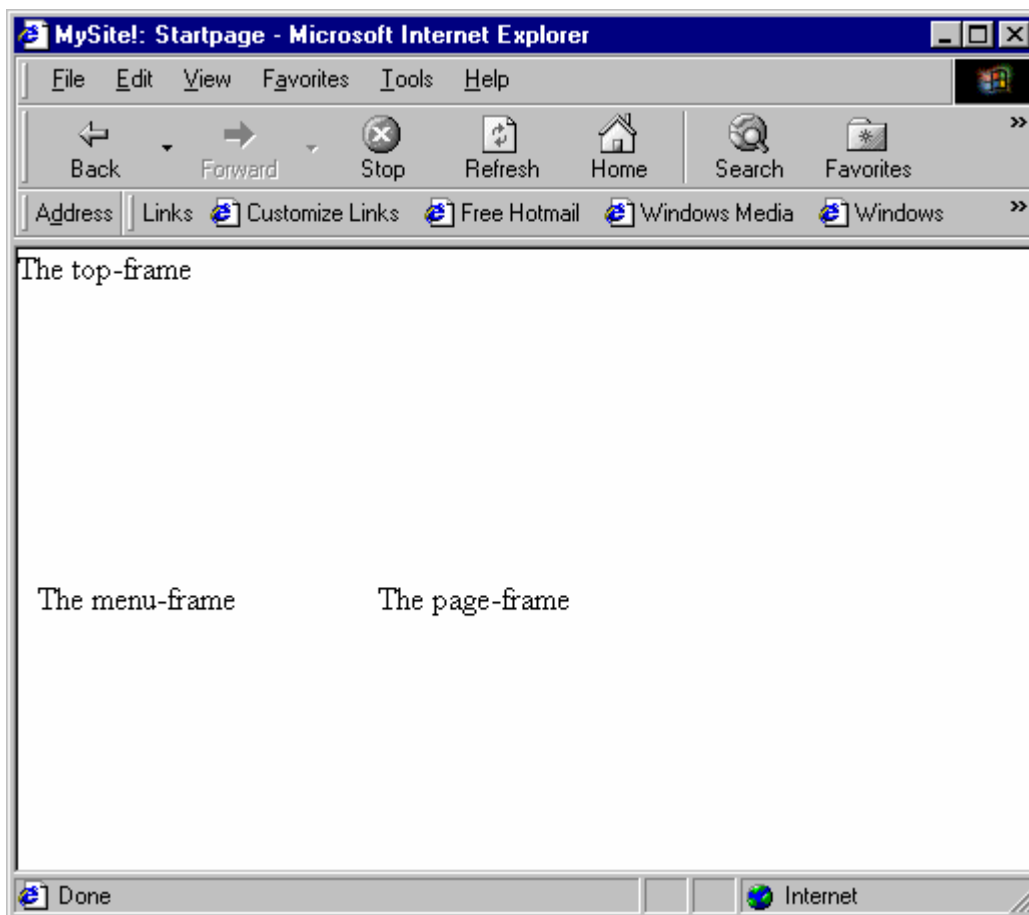 MySite!: Startpage - Microsoft Internet Explorer
File Edit View Favorites Tools Help
Back Forward Stop Refresh Home Search Favorites »
Address Links Customize Links Free Hotmail Windows Media Windows »
The top-frame
The menu-frame The page-frame
Done Internet